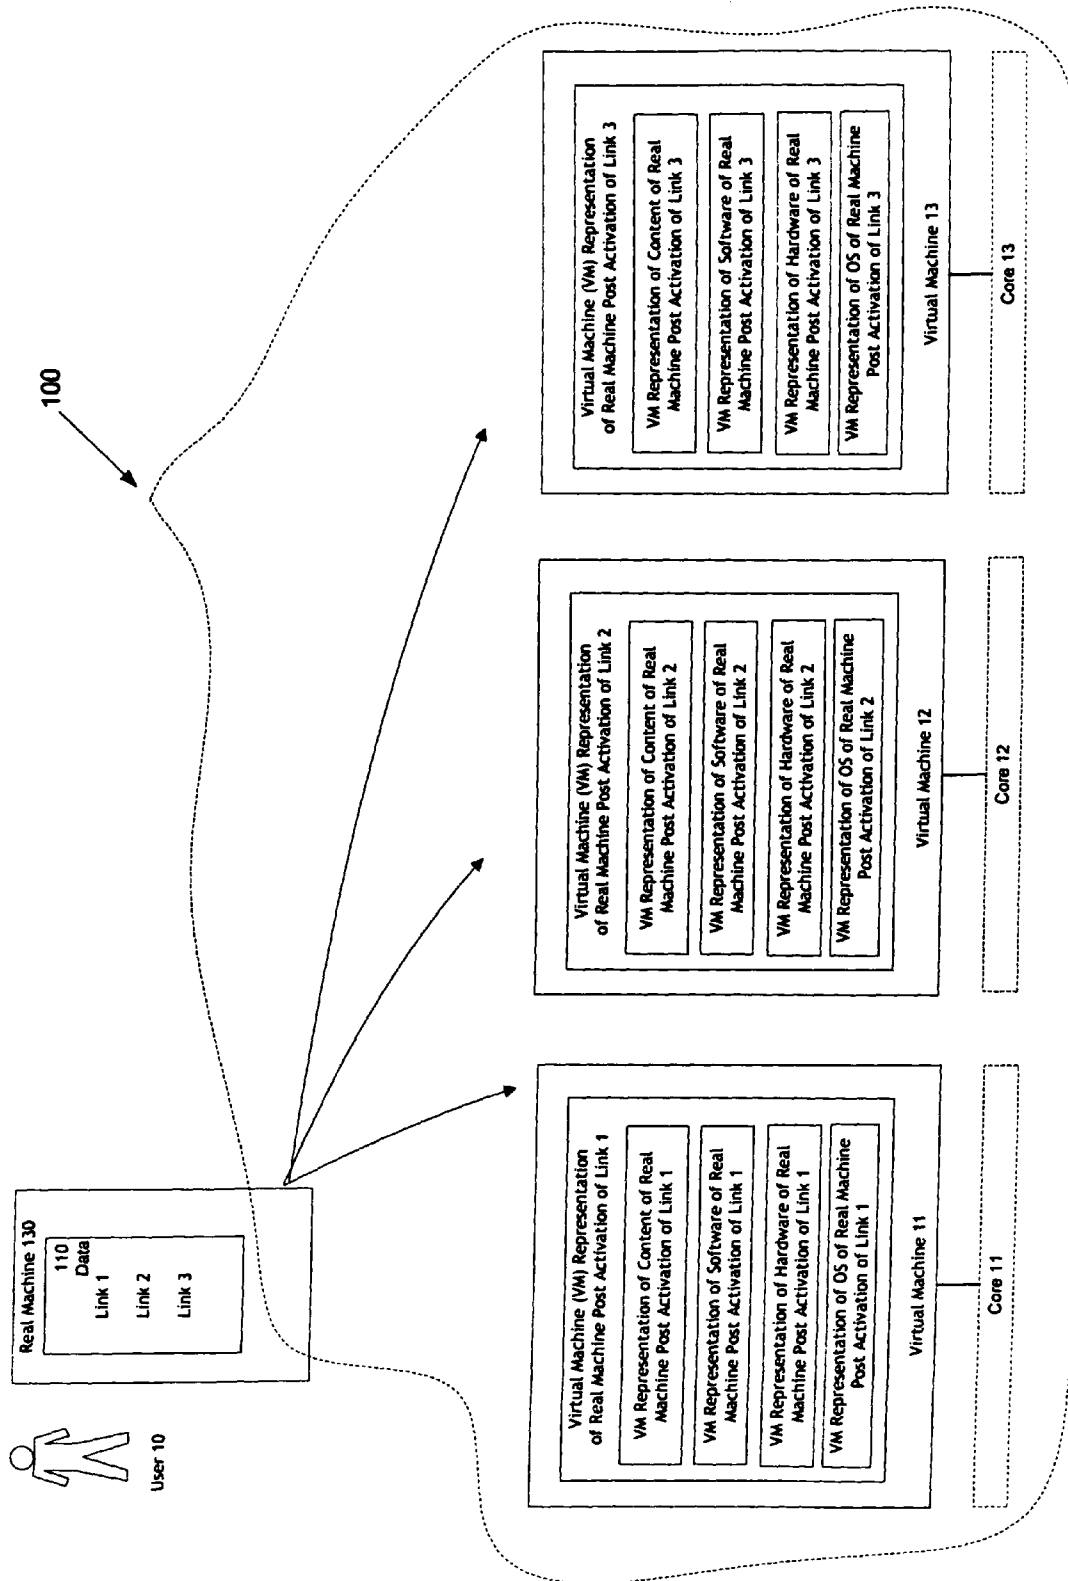 100
User 10
Real Machine 130
110
Data
Link 1
Link 2
Link 3
Virtual Machine (VM) Representation
of Real Machine Post Activation of Link 1
VM Representation of Content of Real
Machine Post Activation of Link 1
VM Representation of Software of Real
Machine Post Activation of Link 1
VM Representation of Hardware of Real
Machine Post Activation of Link 1
VM Representation of OS of Real Machine
Post Activation of Link 1
Virtual Machine 11
Core 11
Virtual Machine (VM) Representation
of Real Machine Post Activation of Link 2
VM Representation of Content of Real
Machine Post Activation of Link 2
VM Representation of Software of Real
Machine Post Activation of Link 2
VM Representation of Hardware of Real
Machine Post Activation of Link 2
VM Representation of OS of Real Machine
Post Activation of Link 2
Virtual Machine 12
Core 12
Virtual Machine (VM) Representation
of Real Machine Post Activation of Link 3
VM Representation of Content of Real
Machine Post Activation of Link 3
VM Representation of Software of Real
Machine Post Activation of Link 3
VM Representation of Hardware of Real
Machine Post Activation of Link 3
VM Representation of OS of Real Machine
Post Activation of Link 3
Virtual Machine 13
Core 13